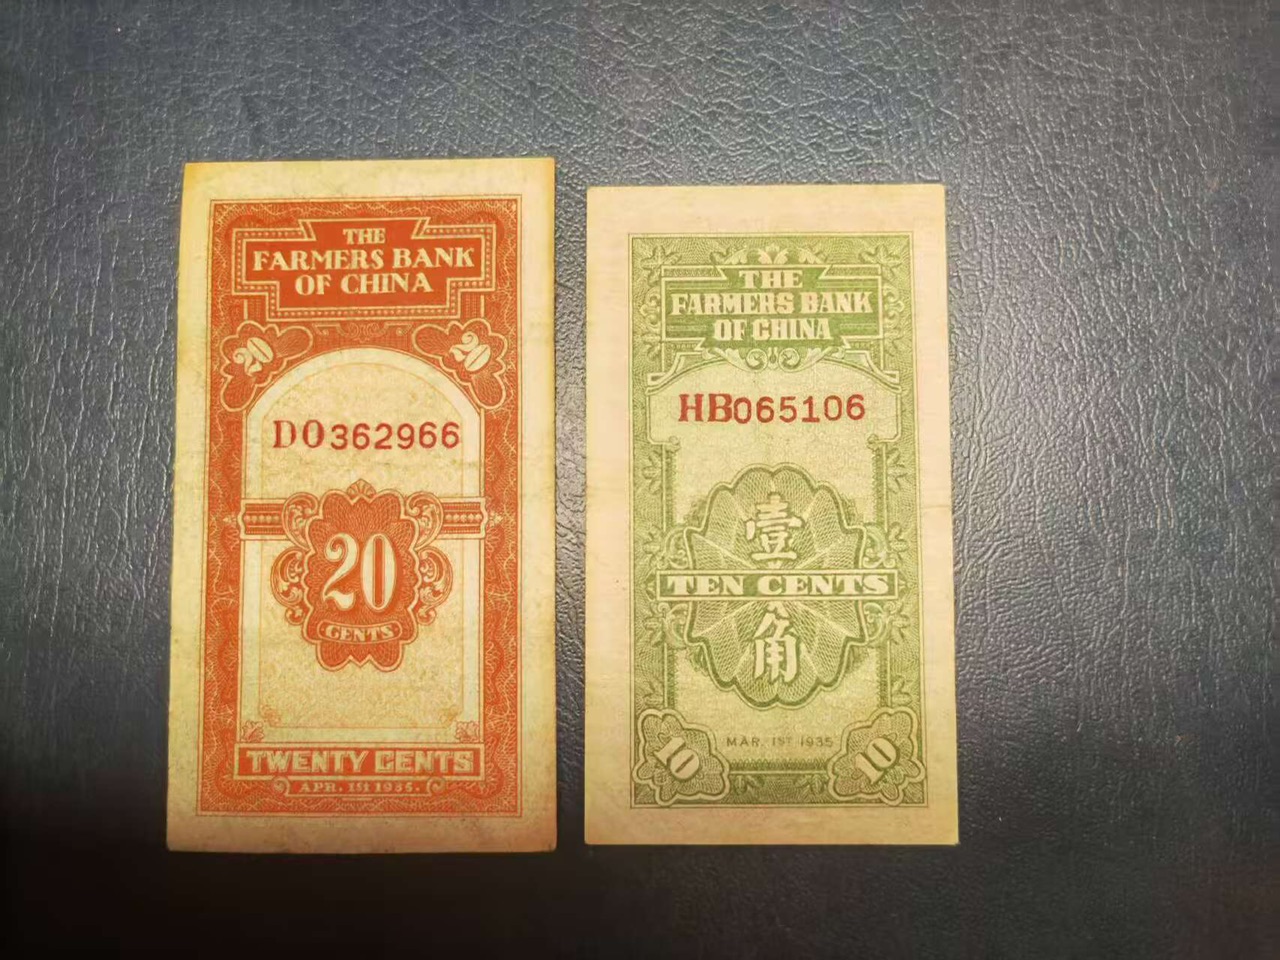 THE
FARMERS BANK
OF CHINA
20 20
DO362966
20
CENTS
TWENTY CENTS
APR. 1st 1935.
THE
FARMERS BANK
OF CHINA
HB065106
壹
TEN CENTS
角
MAR. 1ST 1935
10 10